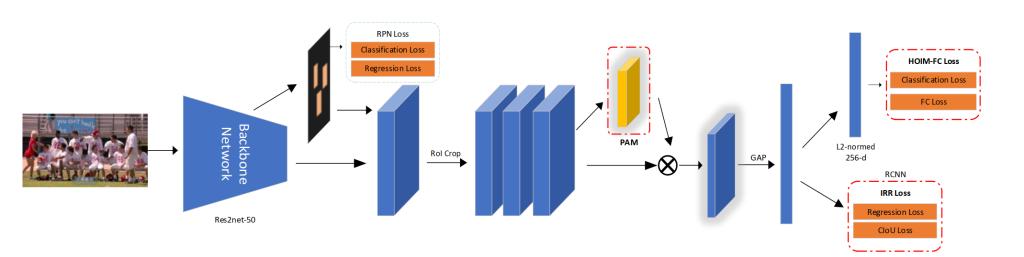 RPN Loss
Classification Loss
Regression Loss
Backbone
Network
Res2net-50
RoI Crop
PAM
GAP
L2-normed
256-d
HOIM-FC Loss
Classification Loss
FC Loss
RCNN
IRR Loss
Regression Loss
CIoU Loss